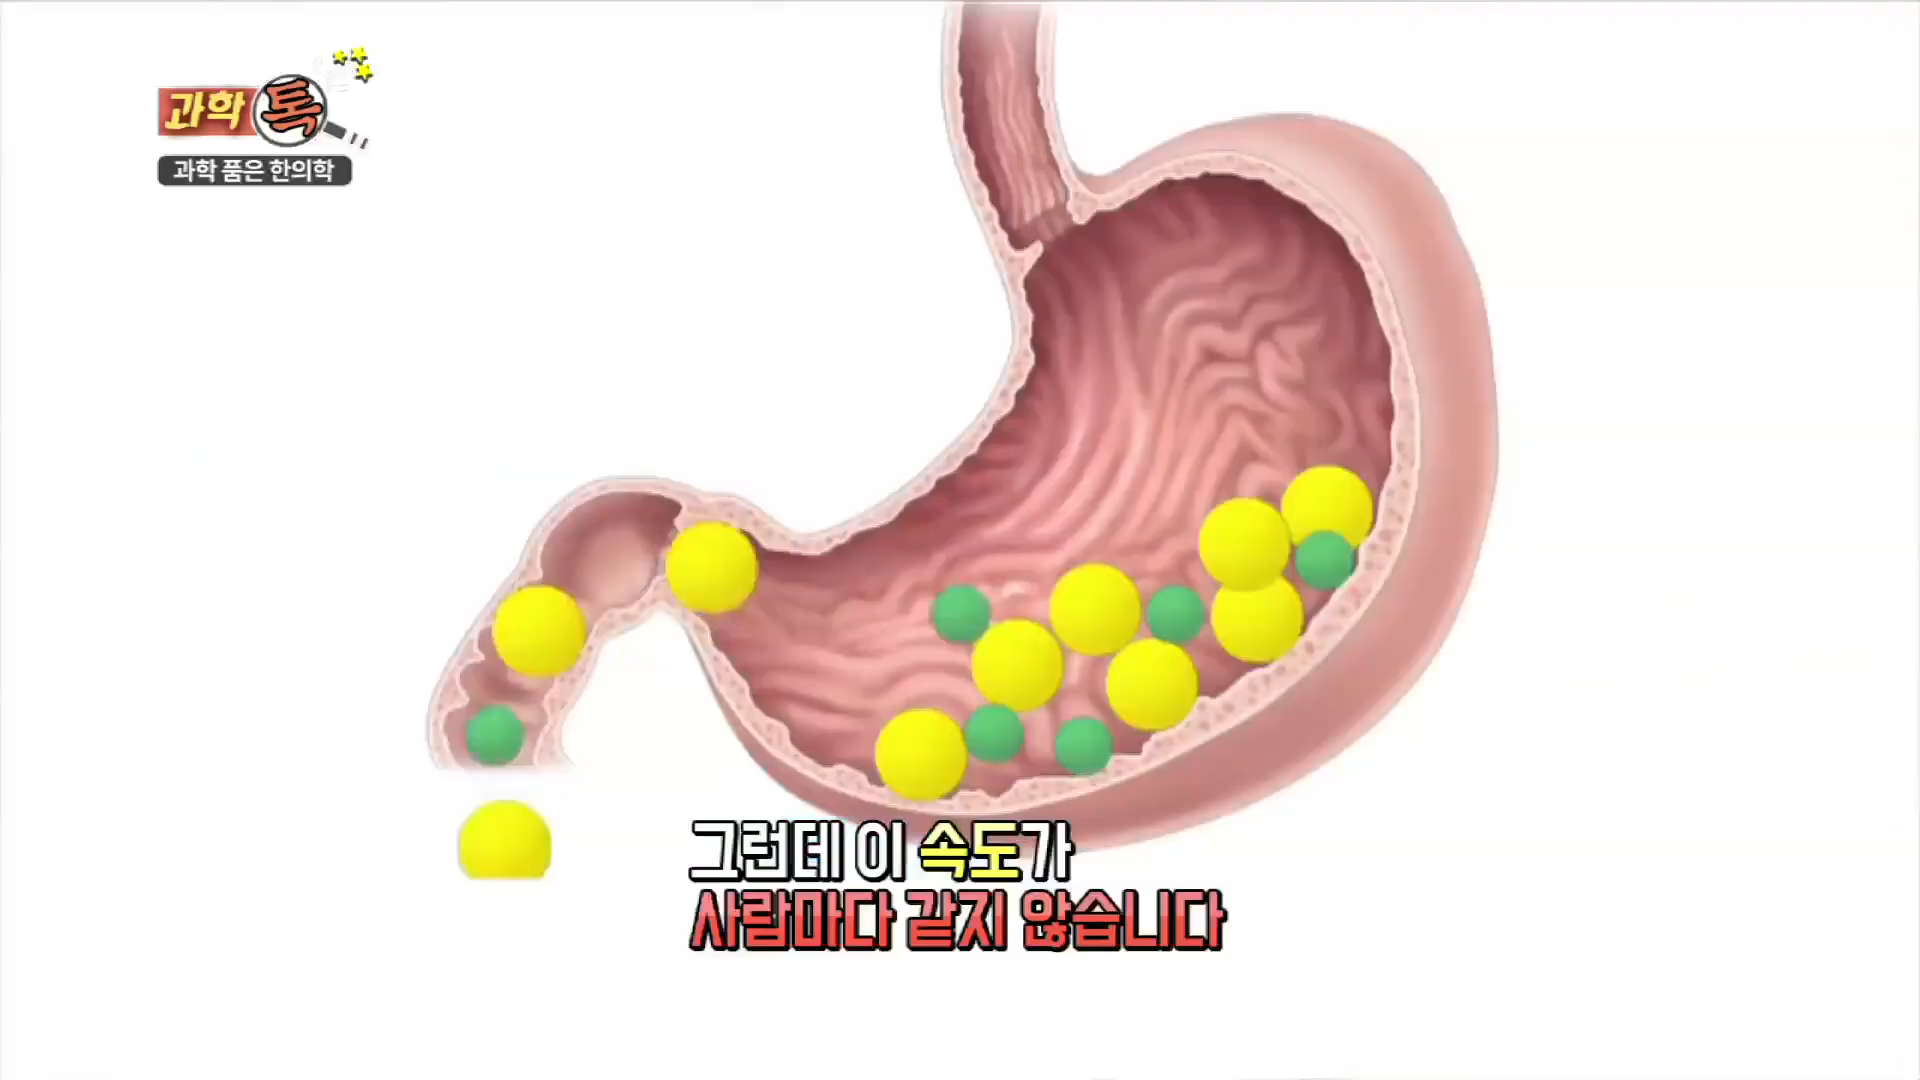 과학 톡
과학 품은 한의학
그런데 이 속도가
사람마다 같지 않습니다